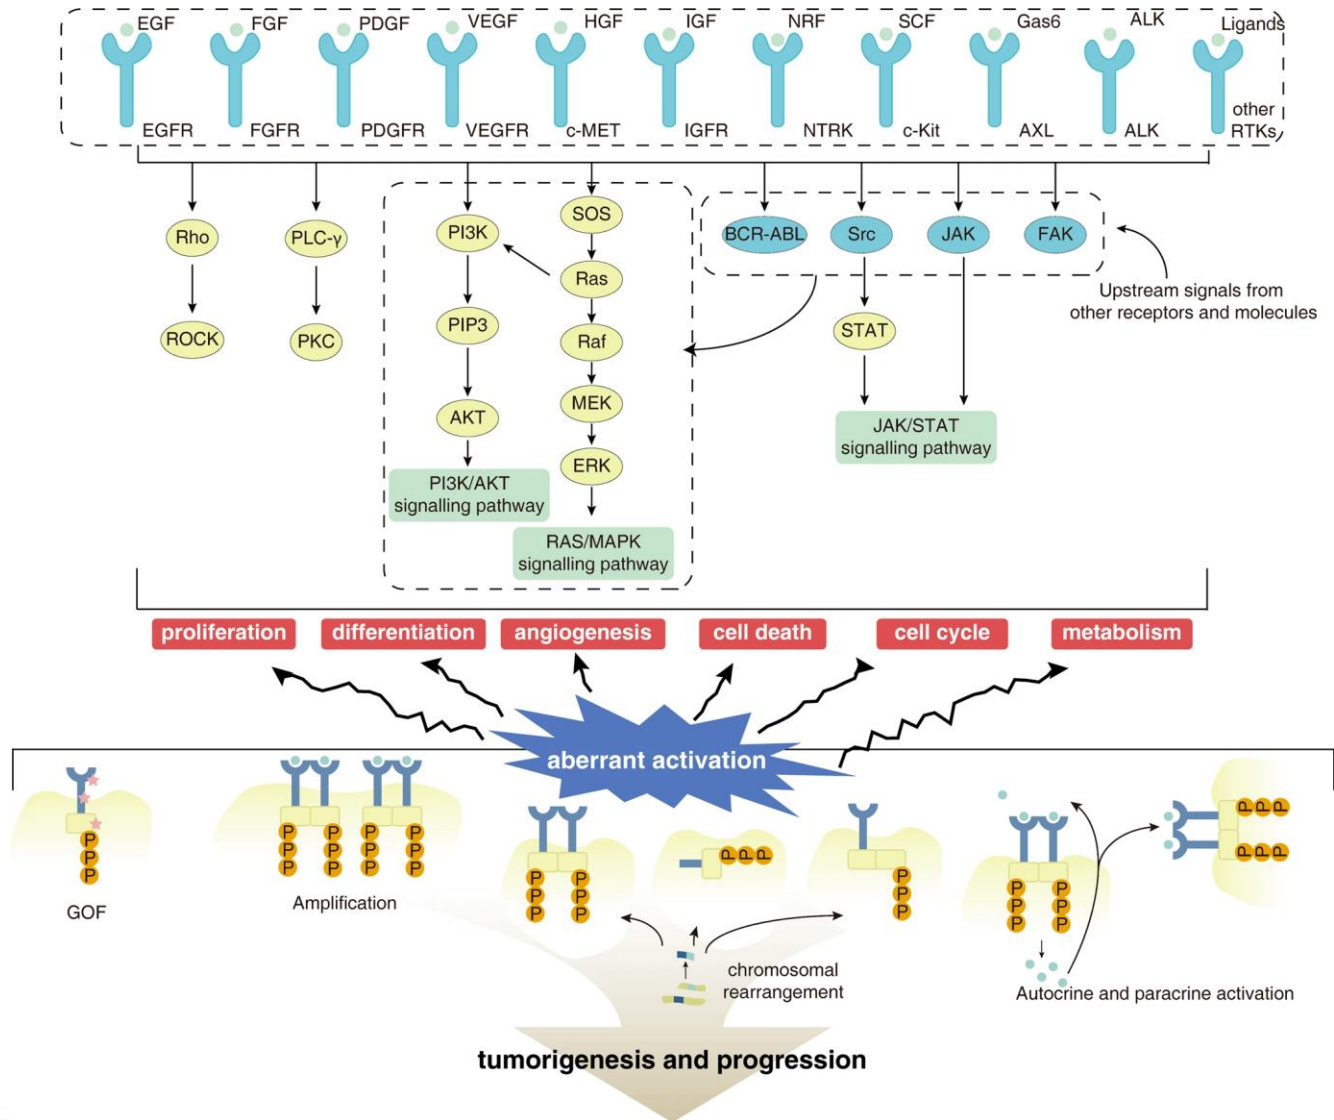 EGF
FGF
PDGF
VEGF
HGF
IGF
NRF
SCF
Gas6
ALK
Ligands
EGFR
FGFR
PDGFR
VEGFR
c-MET
IGFR
NTRK
c-Kit
AXL
ALK
other
RTKs
Rho
PLC-γ
PI3K
SOS
BCR-ABL
Src
JAK
FAK
Ras
Upstream signals from
other receptors and molecules
ROCK
PKC
PIP3
Raf
STAT
AKT
MEK
JAK/STAT
signalling pathway
ERK
PI3K/AKT
signalling pathway
RAS/MAPK
signalling pathway
proliferation
differentiation
angiogenesis
cell death
cell cycle
metabolism
aberrant activation
P
P
P
GOF
P
P
P
P
P
P
P
P
P
P
P
P
Amplification
P
P
P
P
P
P
P
P
P
P
P
P
chromosomal
rearrangement
P
P
P
P
P
P
P
P
P
P
P
P
Autocrine and paracrine activation
tumorigenesis and progression